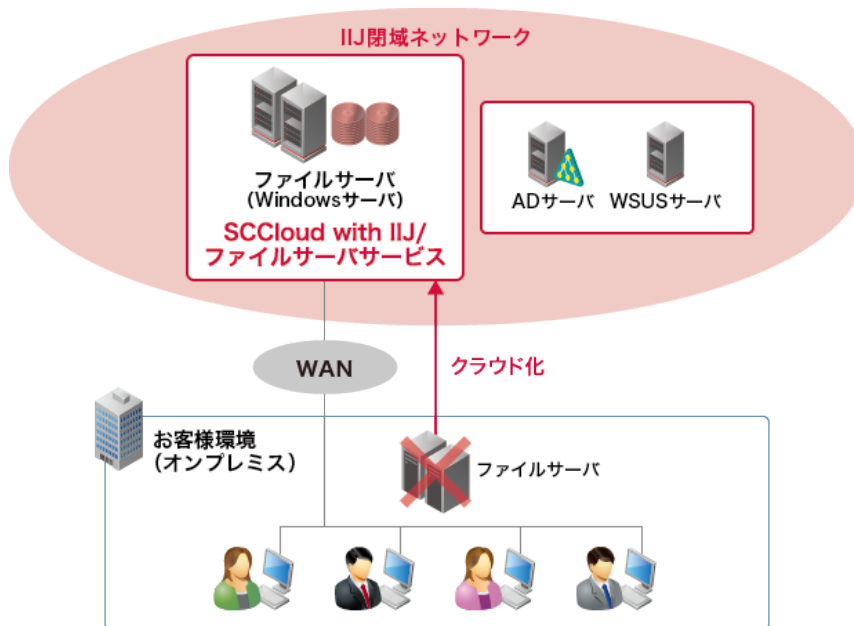 IIJ閉域ネットワーク
ファイルサーバ
(Windowsサーバ)
SCCloud with IIJ/
ファイルサーバサービス
ADサーバ
WSUSサーバ
WAN
クラウド化
お客様環境
(オンプレミス)
ファイルサーバ